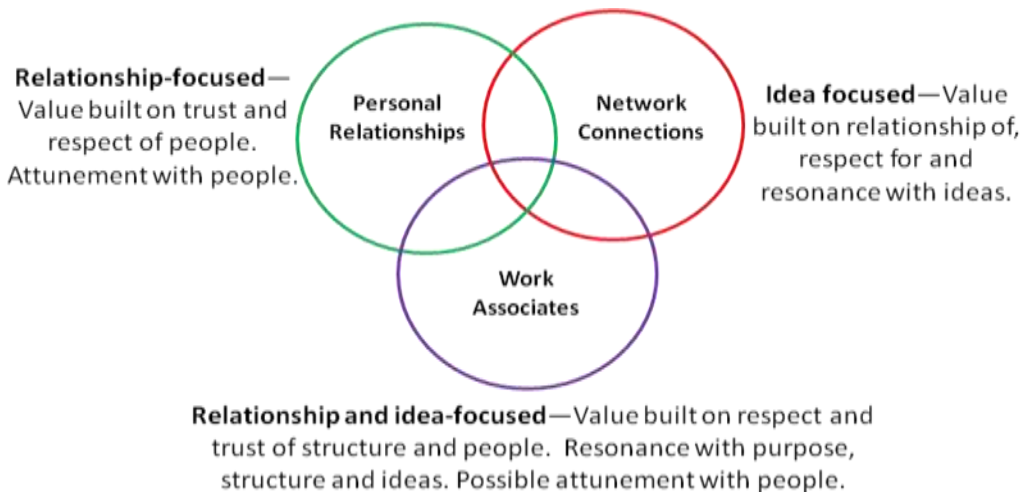 Relationship-focused—
Value built on trust and
respect of people.
Attunement with people.
Personal
Relationships
Network
Connections
Idea focused—Value
built on relationship of,
respect for and
resonance with ideas.
Work
Associates
Relationship and idea-focused—Value built on respect and
trust of structure and people. Resonance with purpose,
structure and ideas. Possible attunement with people.